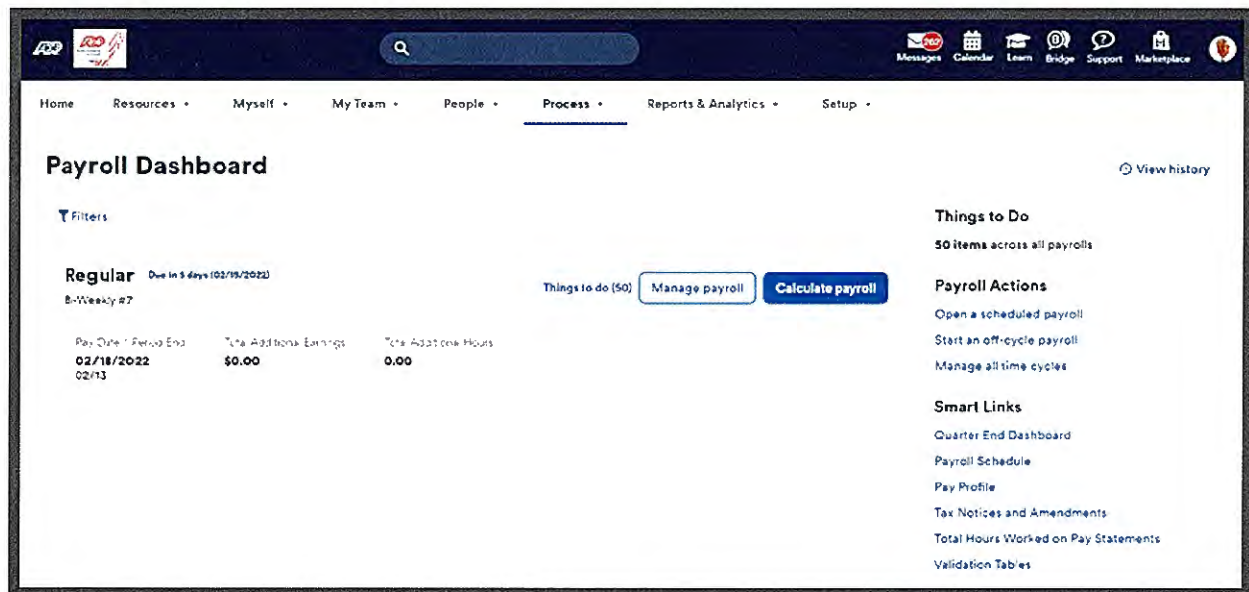 ADP
ADP
262
Messages Calendar Learn Bridge Support Marketplace
Home Resources Myself My Team People Process Reports & Analytics Setup
Payroll Dashboard
View history
Filters
Things to Do
50 items across all payrolls
Regular Due in 5 days (02/15/2022)
Bi-Weekly #7
Things to do (50) Manage payroll Calculate payroll
Payroll Actions
Open a scheduled payroll
Start an off-cycle payroll
Manage all time cycles
Pay Date / Period End Total Additional Earnings Total Additional Hours
02/18/2022 $0.00 0.00
02/13
Smart Links
Quarter End Dashboard
Payroll Schedule
Pay Profile
Tax Notices and Amendments
Total Hours Worked on Pay Statements
Validation Tables